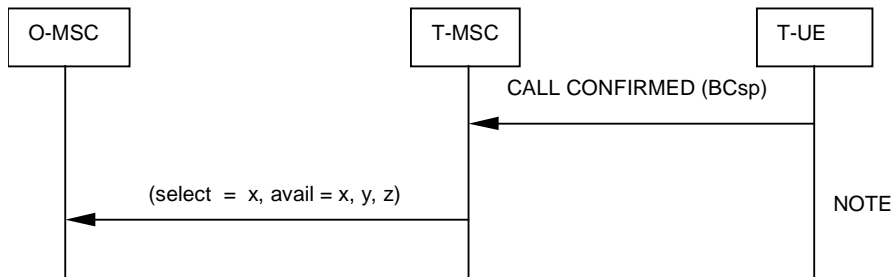 O-MSC
T-MSC
T-UE
CALL CONFIRMED (BCsp)
(select = x, avail = x, y, z)
NOTE